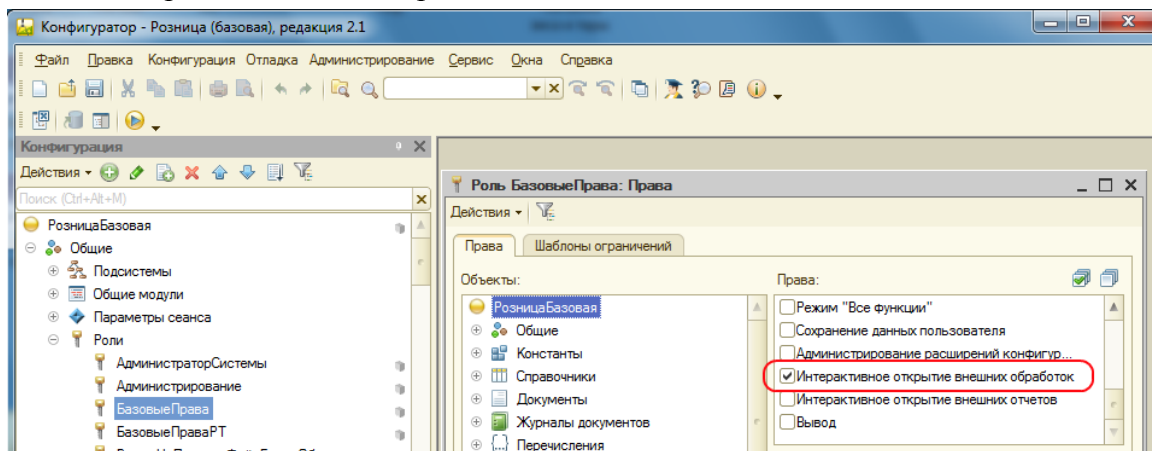 Конфигуратор - Розница (базовая), редакция 2.1
Файл Правка Конфигурация Отладка Администрирование Сервис Окна Справка
Конфигурация
Действия
Поиск (Ctrl+Alt+M)
РозницаБазовая
Общие
Подсистемы
Общие модули
Параметры сеанса
Роли
АдминистраторСистемы
Администрирование
БазовыеПрава
БазовыеПраваРТ
Роль БазовыеПрава: Права
Действия
Права Шаблоны ограничений
Объекты:
РозницаБазовая
Общие
Константы
Справочники
Документы
Журналы документов
Перечисления
Права:
Режим "Все функции"
Сохранение данных пользователя
Администрирование расширений конфигур...
Интерактивное открытие внешних обработок
Интерактивное открытие внешних отчетов
Вывод